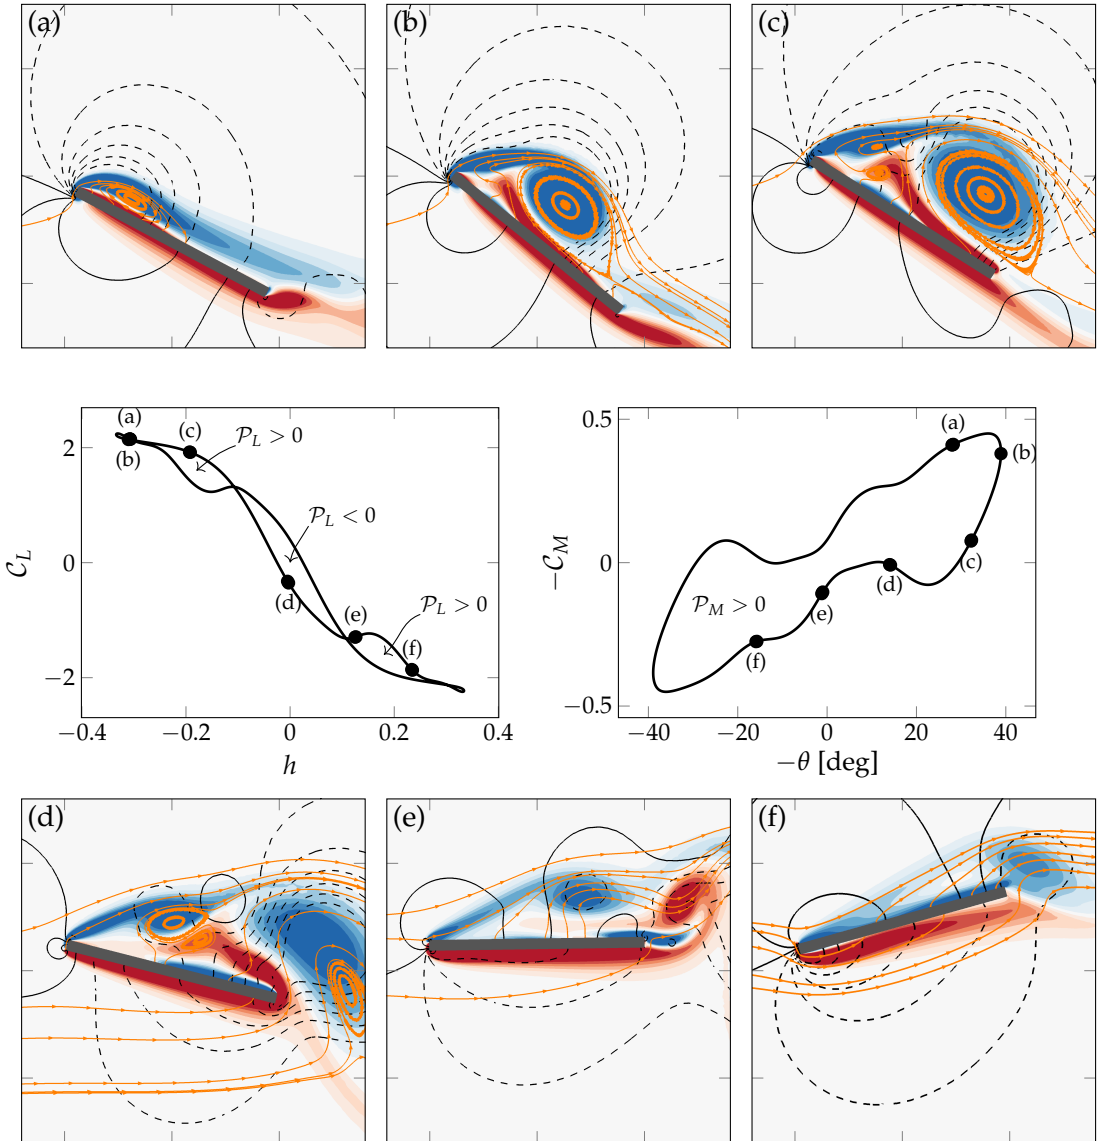 (a)
(b)
(c)
(a)
(b)
(c)
𝒫_L > 0
𝒫_L < 0
(d)
(e)
𝒫_L > 0
(f)
2
0
−2
𝒞_L
−0.4
−0.2
0
0.2
0.4
h
0.5
0
−0.5
−𝒞_M
(a)
(b)
(c)
(d)
(e)
𝒫_M > 0
(f)
−40
−20
0
20
40
−θ [deg]
(d)
(e)
(f)